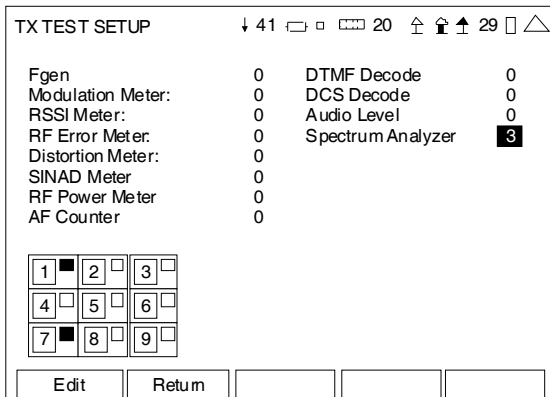 TX TEST SETUP ↓ 41 20 29
Fgen 0 DTMF Decode 0
Modulation Meter: 0 DCS Decode 0
RSSI Meter: 0 Audio Level 0
RF Error Meter: 0 Spectrum Analyzer 3
Distortion Meter: 0
SINAD Meter 0
RF Power Meter 0
AF Counter 0
1 2 3
4 5 6
7 8 9
Edit Return